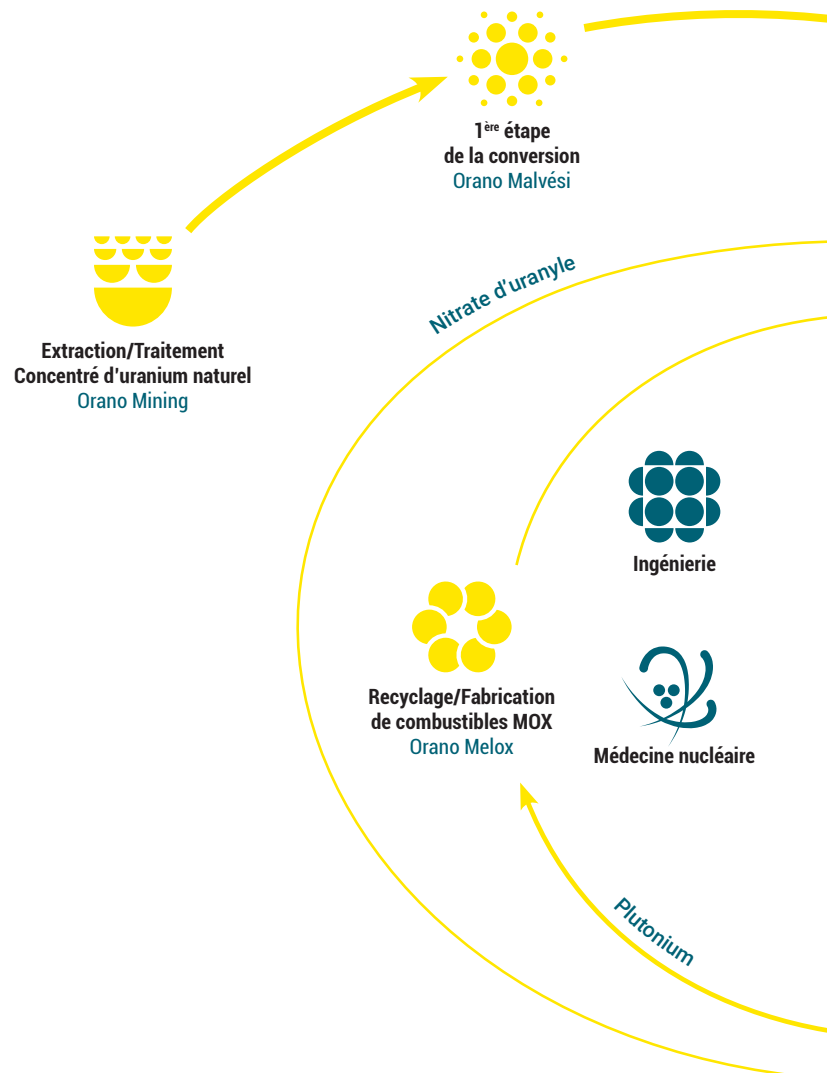 1ère étape
de la conversion
Orano Malvési
Nitrate d'uranyle
Extraction/Traitement
Concentré d'uranium naturel
Orano Mining
Ingénierie
Recyclage/Fabrication
de combustibles MOX
Orano Melox
Médecine nucléaire
Plutonium